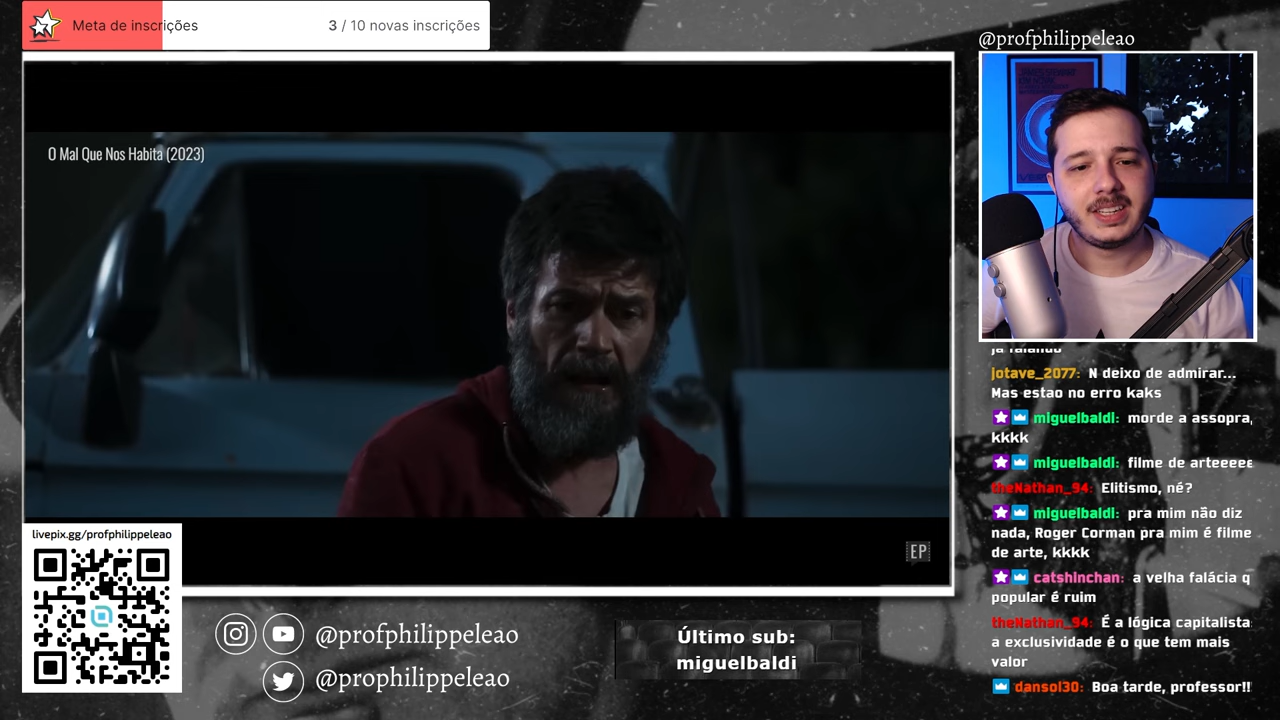 Meta de inscrições
3 / 10 novas inscrições
@profphilippeleao
O Mal Que Nos Habita (2023)
EP
já falando
jotave_2077: N deixo de admirar...
Mas estao no erro kaks
miguelbaldi: morde a assopra,
kkkk
miguelbaldi: filme de arteeeee
theNathan_94: Elitismo, né?
miguelbaldi: pra mim não diz
nada, Roger Corman pra mim é filme
de arte, kkkk
catshinchan: a velha falácia q
popular é ruim
theNathan_94: É a lógica capitalista
a exclusividade é o que tem mais
valor
dansol30: Boa tarde, professor!!
livepix.gg/profphilippeleao
@profphilippeleao
@prophilippeleao
Último sub:
miguelbaldi